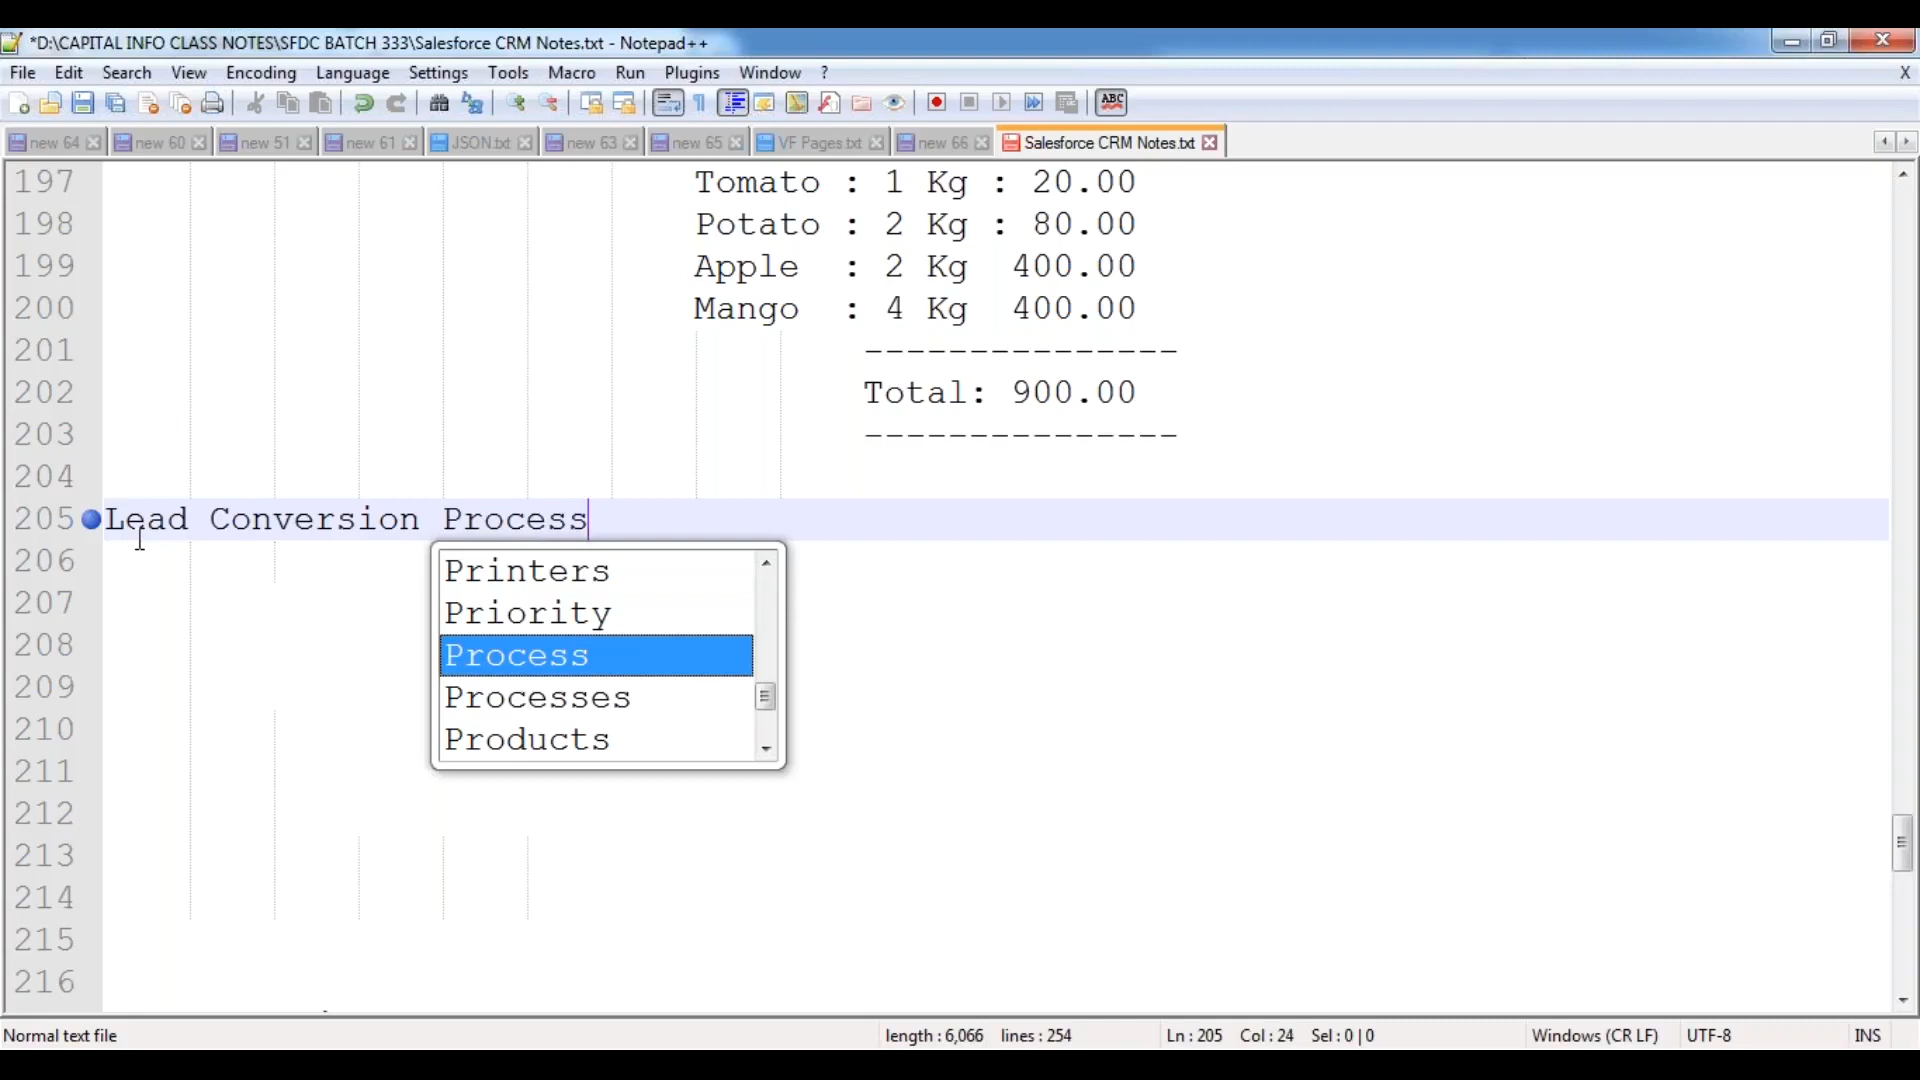 *D:\CAPITAL INFO CLASS NOTES\SFDC BATCH 333\Salesforce CRM Notes.txt - Notepad++
File Edit Search View Encoding Language Settings Tools Macro Run Plugins Window ? X
ABC
new 64 new 60 new 51 new 61 JSON.txt new 63 new 65 VF Pages.txt new 66 Salesforce CRM Notes.txt
197 Tomato : 1 Kg : 20.00
198 Potato : 2 Kg : 80.00
199 Apple : 2 Kg 400.00
200 Mango : 4 Kg 400.00
201 ---------------
202 Total: 900.00
203 ---------------
204
205 Lead Conversion Process
206
Printers
207
Priority
208
Process
209
Processes
210
Products
211
212
213
214
215
216
Normal text file length : 6,066 lines : 254 Ln : 205 Col : 24 Sel : 0 | 0 Windows (CR LF) UTF-8 INS